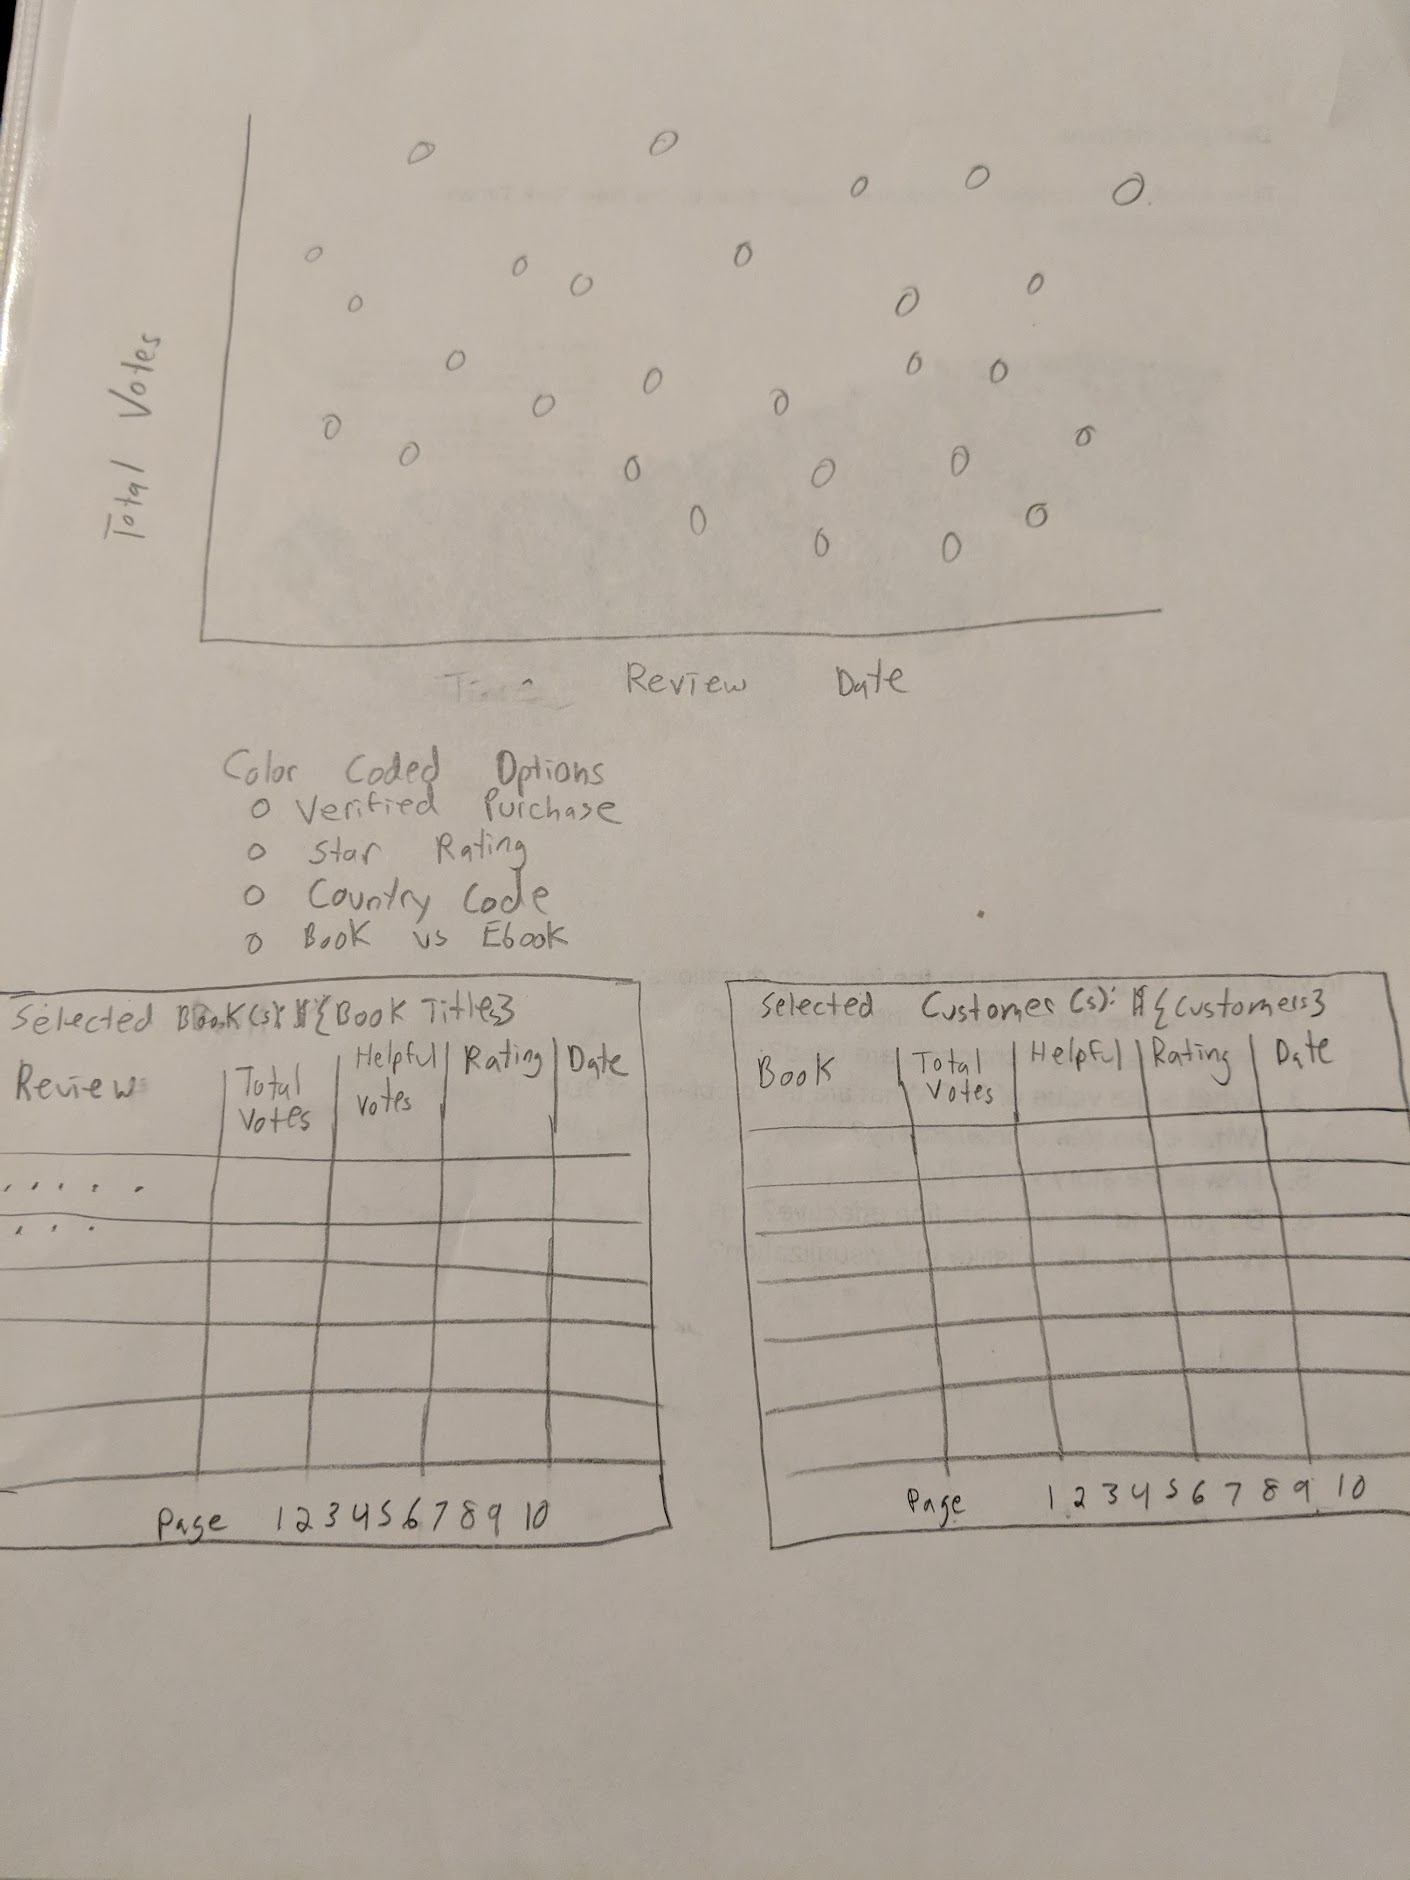 Total Votes
Review Date
Color Coded Options
Verified Purchase
Star Rating
Country Code
Book vs Ebook
Selected Book(s): {Book Titles}
Review
Total Votes
Helpful votes
Rating
Date
Page 1 2 3 4 5 6 7 8 9 10
Selected Customer(s): {Customers}
Book
Total Votes
Helpful
Rating
Date
Page 1 2 3 4 5 6 7 8 9 10